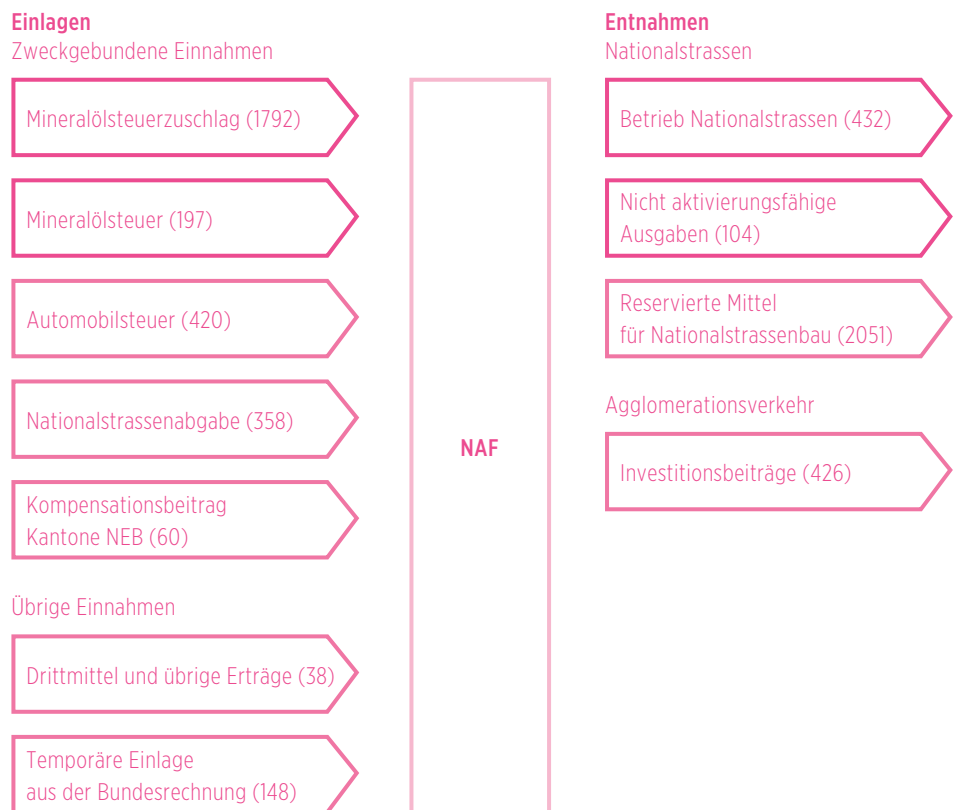 Einlagen
Zweckgebundene Einnahmen
Mineralölsteuerzuschlag (1792)
Mineralölsteuer (197)
Automobilsteuer (420)
Nationalstrassenabgabe (358)
Kompensationsbeitrag
Kantone NEB (60)
Übrige Einnahmen
Drittmittel und übrige Erträge (38)
Temporäre Einlage
aus der Bundesrechnung (148)
NAF
Entnahmen
Nationalstrassen
Betrieb Nationalstrassen (432)
Nicht aktivierungsfähige
Ausgaben (104)
Reservierte Mittel
für Nationalstrassenbau (2051)
Agglomerationsverkehr
Investitionsbeiträge (426)